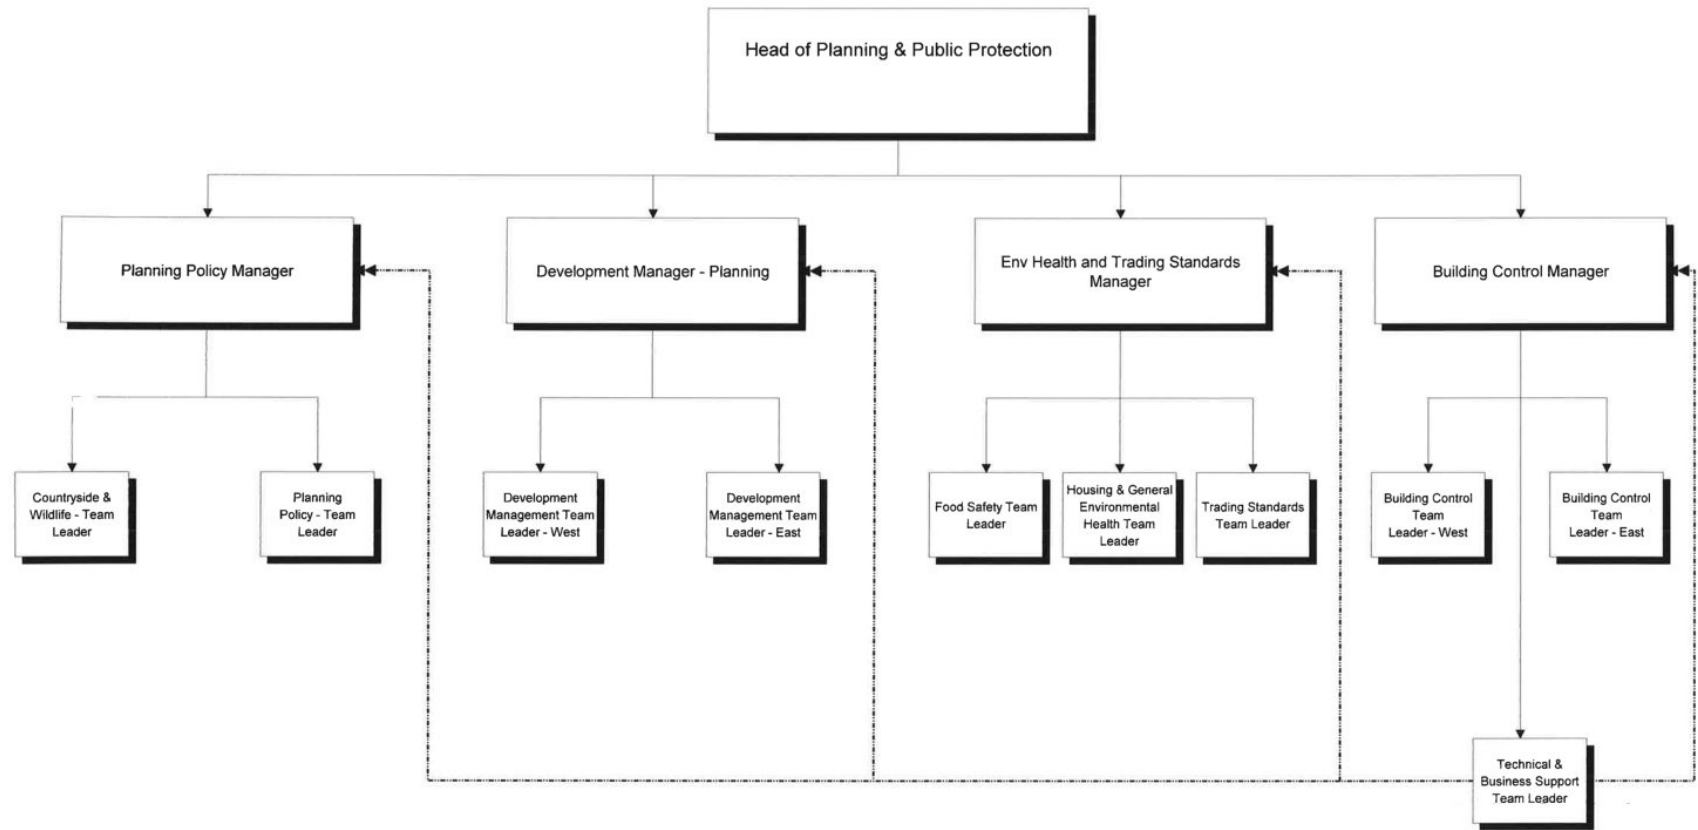 Head of Planning & Public Protection
Planning Policy Manager
Development Manager - Planning
Env Health and Trading Standards
Manager
Building Control Manager
Countryside &
Wildlife - Team
Leader
Planning
Policy - Team
Leader
Development
Management Team
Leader - West
Development
Management Team
Leader - East
Food Safety Team
Leader
Housing & General
Environmental
Health Team
Leader
Trading Standards
Team Leader
Building Control
Team
Leader - West
Building Control
Team
Leader - East
Technical &
Business Support
Team Leader